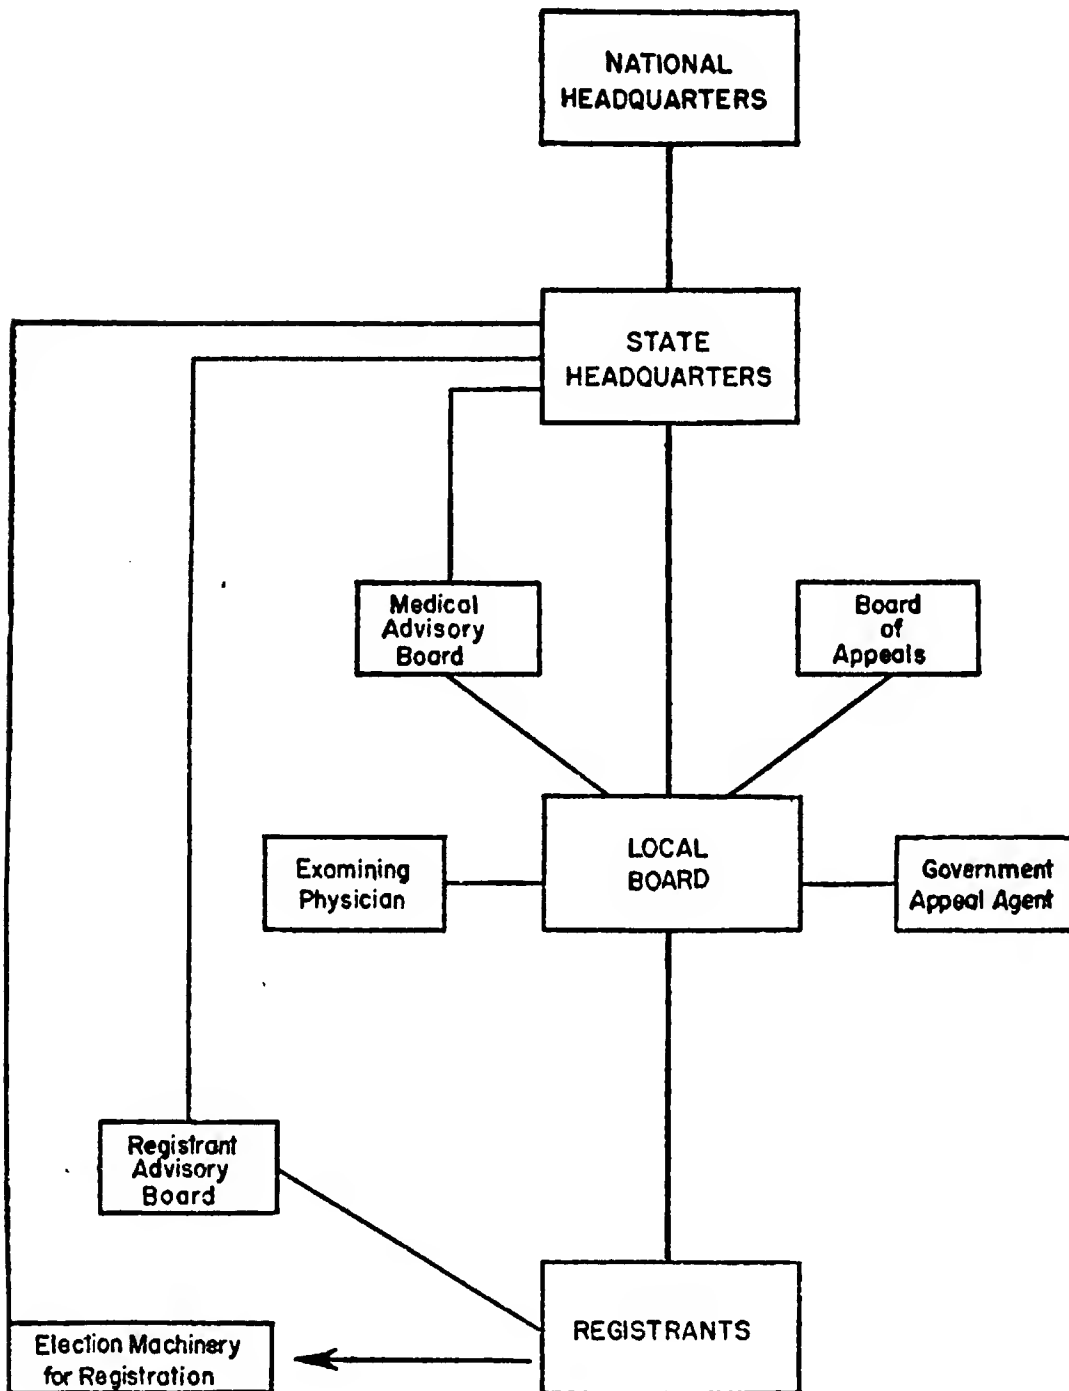 NATIONAL
HEADQUARTERS
STATE
HEADQUARTERS
Medical
Advisory
Board
Board
of
Appeals
Examining
Physician
LOCAL
BOARD
Government
Appeal Agent
Registrant
Advisory
Board
Election Machinery
for Registration
REGISTRANTS